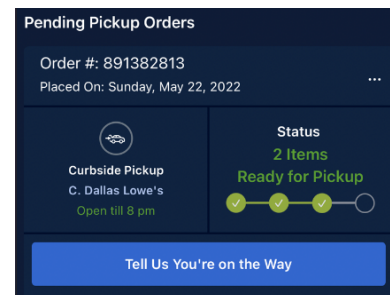 Pending Pickup Orders
Order #: 891382813
Placed On: Sunday, May 22, 2022
...
Curbside Pickup
C. Dallas Lowe's
Open till 8 pm
Status
2 Items
Ready for Pickup
Tell Us You're on the Way